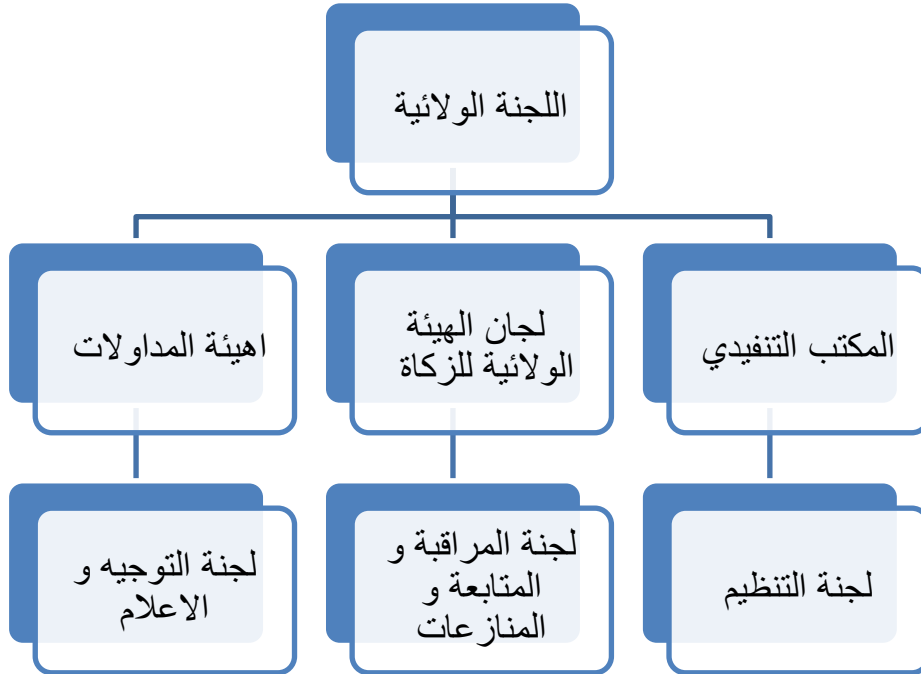 اللجنة الولائية
المكتب التنفيدي
لجان الهيئة
الولائية للزكاة
اهيئة المداولات
لجنة التنظيم
لجنة المراقبة و
المتابعة و
المنازعات
لجنة التوجيه و
الاعلام